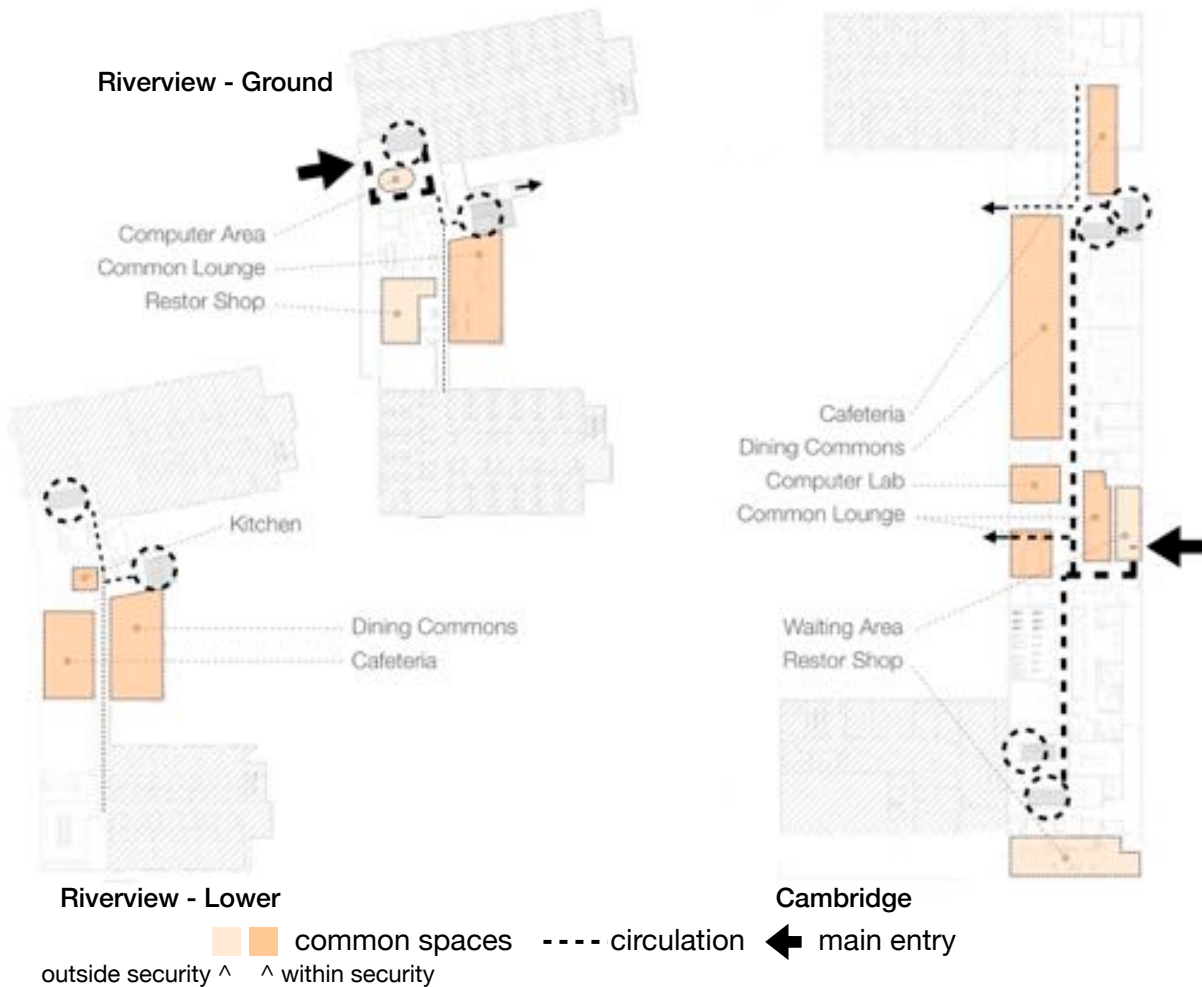 Riverview - Ground
Computer Area
Common Lounge
Restor Shop
Kitchen
Dining Commons
Cafeteria
Riverview - Lower
Cafeteria
Dining Commons
Computer Lab
Common Lounge
Waiting Area
Restor Shop
Cambridge
common spaces
circulation
main entry
outside security ^ ^ within security